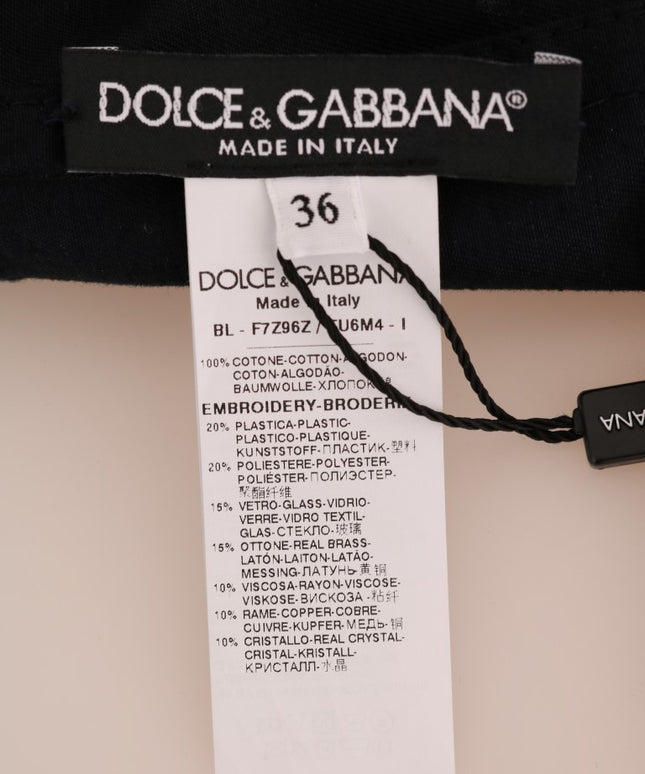 DOLCE & GABBANA®
MADE IN ITALY
36
DOLCE & GABBANA
Made in Italy
BL - F7Z96Z / FU6M4 - I
100% COTONE-COTTON-ALGODON-
COTON-ALGODÃO-
BAUMWOLLE-ХЛОПОК
EMBROIDERY-BRODERIE
20% PLASTICA-PLASTIC-
PLASTICO-PLASTIQUE-
KUNSTSTOFF-ПЛАСТИК-塑料
20% POLIESTERE-POLYESTER-
POLIÉSTER-ПОЛИЭСТЕР-
聚酯纤维
15% VETRO-GLASS-VIDRIO-
VERRE-VIDRO TEXTIL-
GLAS-СТЕКЛО-玻璃
15% OTTONE-REAL BRASS-
LATÓN-LAITON-LATÃO-
MESSING-ЛАТУНЬ-黄铜
10% VISCOSA-RAYON-VISCOSE-
VISKOSE-ВИСКОЗА-粘纤
10% RAME-COPPER-COBRE-
CUIVRE-KUPFER-МЕДЬ-铜
10% CRISTALLO-REAL CRYSTAL-
CRISTAL-KRISTALL-
КРИСТАЛЛ-水晶